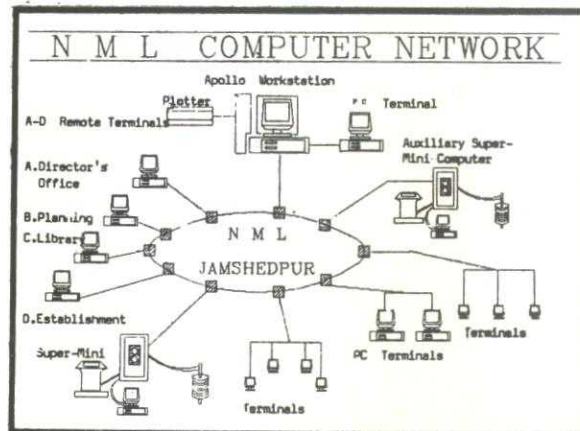 N M L COMPUTER NETWORK
Apollo Workstation
Plotter
PC Terminal
A-D Remote Terminals
Auxiliary Super-
Mini Computer
A.Director's
Office
B.Planning
C.Library
N M L
JAMSHEDPUR
D.Establishment
Super-Mini
PC Terminals
Terminals
Terminals